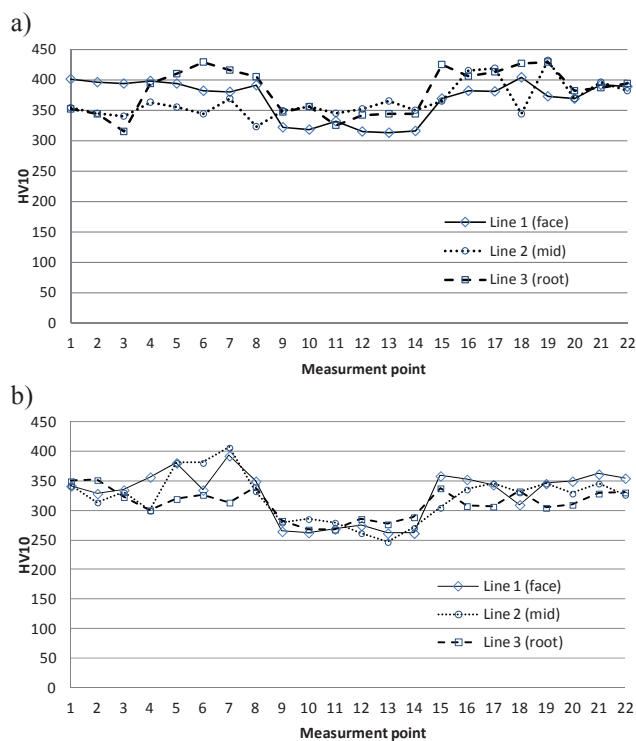 a)
450
400
350
300
250
200
150
100
50
0
HV10
Line 1 (face)
Line 2 (mid)
Line 3 (root)
1 2 3 4 5 6 7 8 9 10 11 12 13 14 15 16 17 18 19 20 21 22
Measurment point
b)
450
400
350
300
250
200
150
100
50
0
HV10
Line 1 (face)
Line 2 (mid)
Line 3 (root)
1 2 3 4 5 6 7 8 9 10 11 12 13 14 15 16 17 18 19 20 21 22
Measurment point